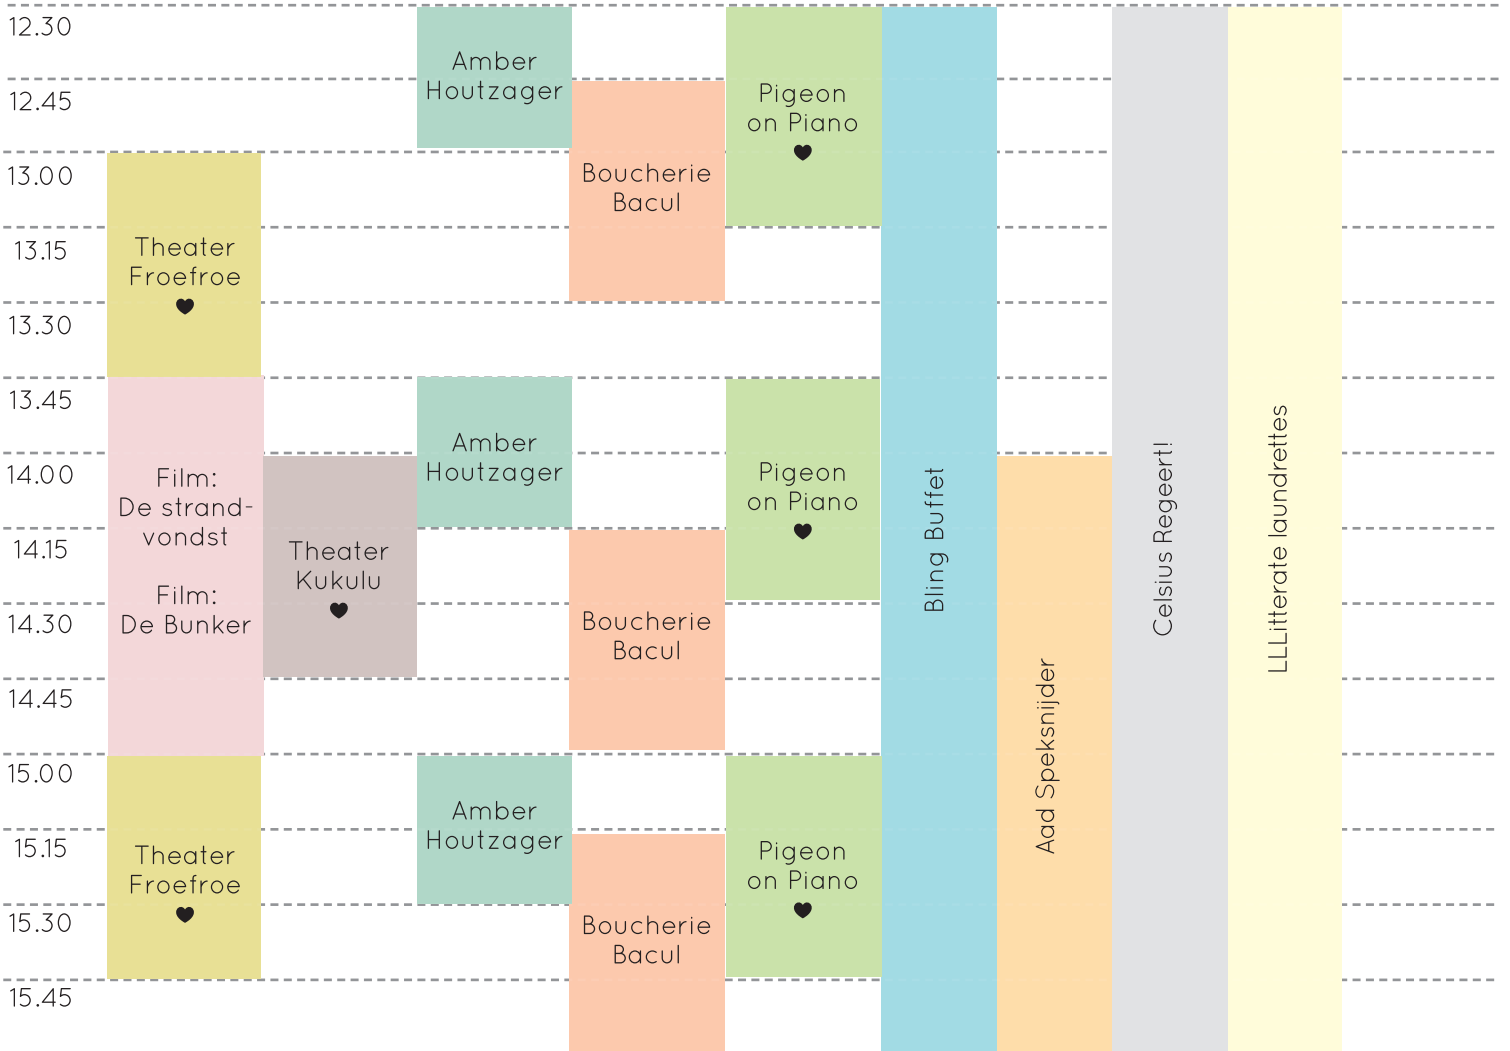 12.30
12.45
13.00
13.15
13.30
13.45
14.00
14.15
14.30
14.45
15.00
15.15
15.30
15.45
Theater
Froefroe
Film:
De strand-
vondst
Film:
De Bunker
Theater
Froefroe
Theater
Kukulu
Amber
Houtzager
Amber
Houtzager
Amber
Houtzager
Boucherie
Bacul
Boucherie
Bacul
Boucherie
Bacul
Pigeon
on Piano
Pigeon
on Piano
Pigeon
on Piano
Bling Buffet
Aad Speksnijder
Celsius Regeert!
LLLitterate laundrettes